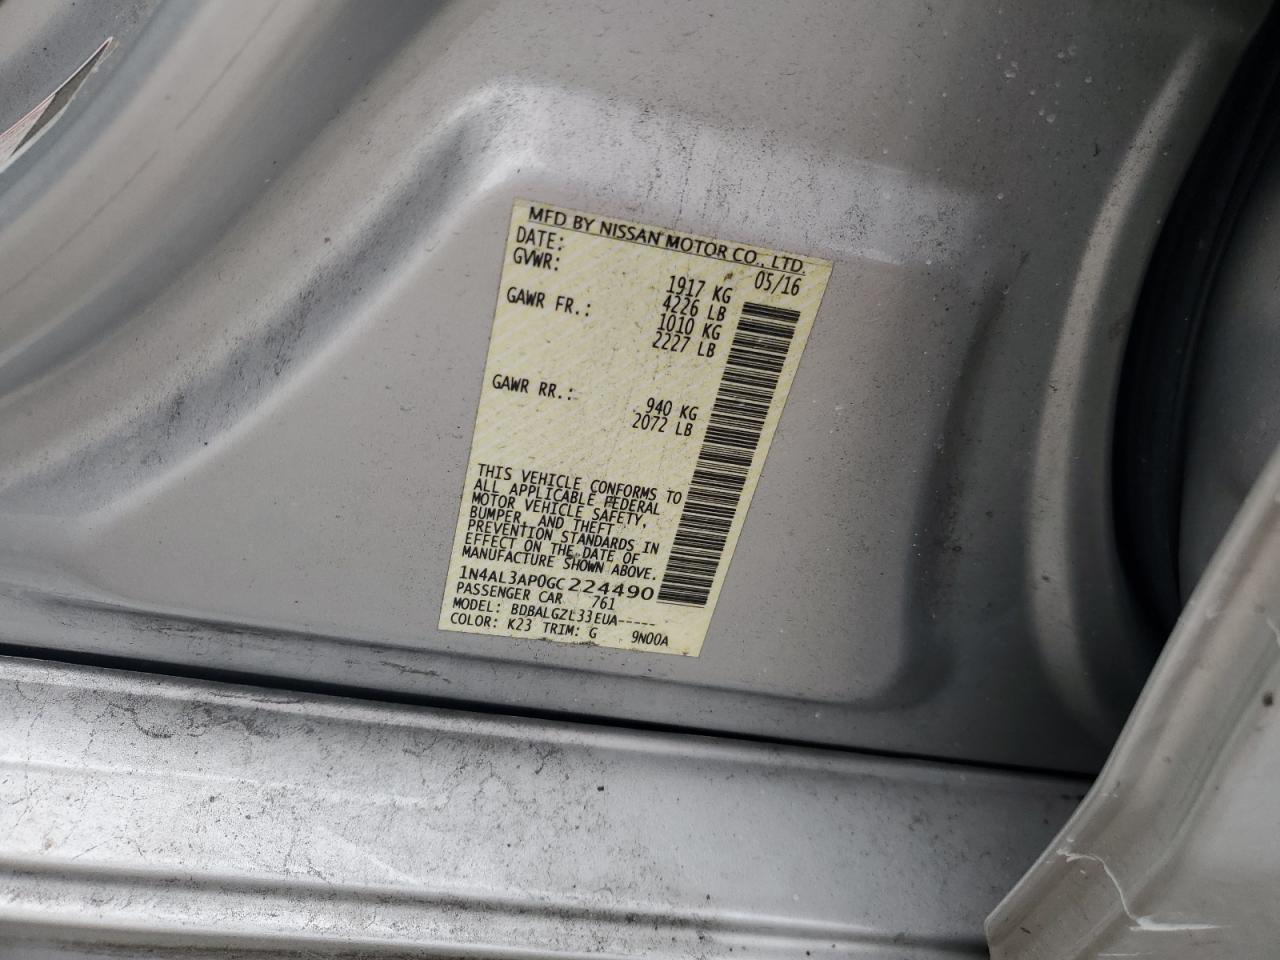 MFD BY NISSAN MOTOR CO., LTD.
DATE: 05/16
GVWR: 1917 KG
4226 LB
GAWR FR.: 1010 KG
2227 LB
GAWR RR.: 940 KG
2072 LB
THIS VEHICLE CONFORMS TO
ALL APPLICABLE FEDERAL
MOTOR VEHICLE SAFETY,
BUMPER, AND THEFT
PREVENTION STANDARDS IN
EFFECT ON THE DATE OF
MANUFACTURE SHOWN ABOVE.
1N4AL3AP0GC224490
PASSENGER CAR 761
MODEL: BDBALGZL33EUA-----
COLOR: K23 TRIM: G 9N00A